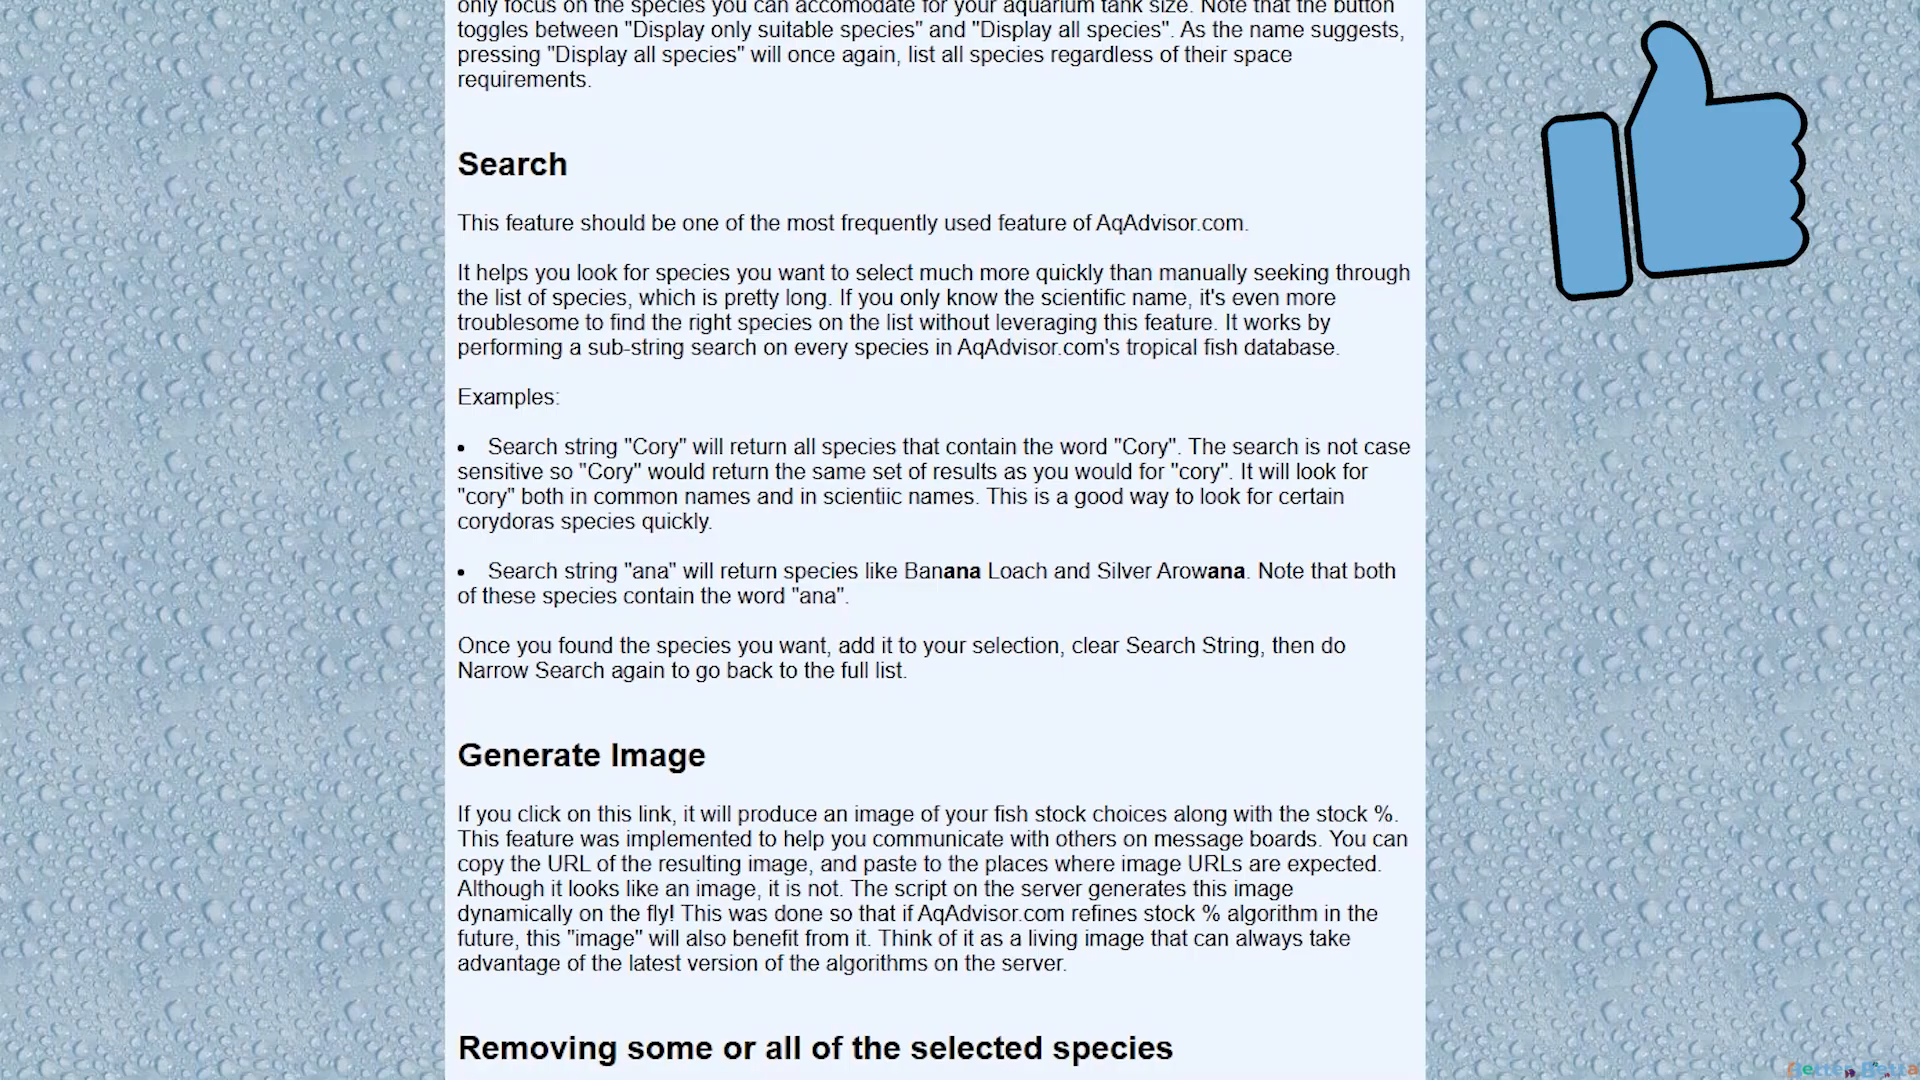 only focus on the species you can accomodate for your aquarium tank size. Note that the button
toggles between "Display only suitable species" and "Display all species". As the name suggests,
pressing "Display all species" will once again, list all species regardless of their space
requirements.
Search
This feature should be one of the most frequently used feature of AqAdvisor.com.
It helps you look for species you want to select much more quickly than manually seeking through
the list of species, which is pretty long. If you only know the scientific name, it's even more
troublesome to find the right species on the list without leveraging this feature. It works by
performing a sub-string search on every species in AqAdvisor.com's tropical fish database.
Examples:
• Search string "Cory" will return all species that contain the word "Cory". The search is not case
sensitive so "Cory" would return the same set of results as you would for "cory". It will look for
"cory" both in common names and in scientiic names. This is a good way to look for certain
corydoras species quickly.
• Search string "ana" will return species like Banana Loach and Silver Arowana. Note that both
of these species contain the word "ana".
Once you found the species you want, add it to your selection, clear Search String, then do
Narrow Search again to go back to the full list.
Generate Image
If you click on this link, it will produce an image of your fish stock choices along with the stock %.
This feature was implemented to help you communicate with others on message boards. You can
copy the URL of the resulting image, and paste to the places where image URLs are expected.
Although it looks like an image, it is not. The script on the server generates this image
dynamically on the fly! This was done so that if AqAdvisor.com refines stock % algorithm in the
future, this "image" will also benefit from it. Think of it as a living image that can always take
advantage of the latest version of the algorithms on the server.
Removing some or all of the selected species